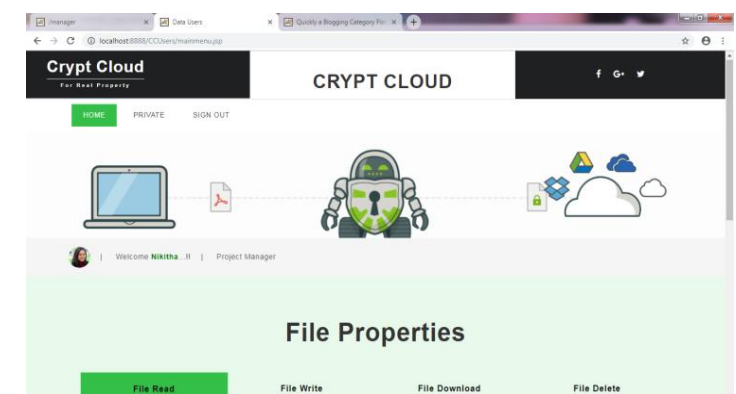 /manager
Data Users
Quickly a Blogging Category Por
localhost:8888/CCUsers/mainmenu.jsp
Crypt Cloud
For Real Property
CRYPT CLOUD
f G+
HOME PRIVATE SIGN OUT
| Welcome Nikitha...!! | Project Manager
File Properties
File Read File Write File Download File Delete